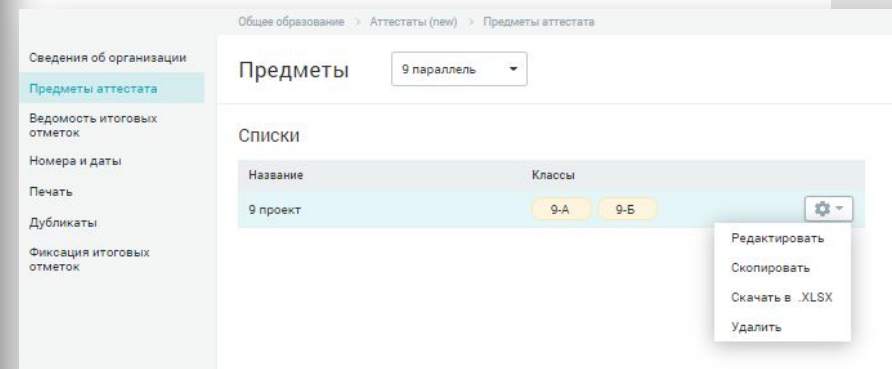 Общее образование > Аттестаты (new) > Предметы аттестата
Сведения об организации
Предметы аттестата
Ведомость итоговых
отметок
Номера и даты
Печать
Дубликаты
Фиксация итоговых
отметок
Предметы 9 параллель
Списки
Название Классы
9 проект 9-А 9-Б
Редактировать
Скопировать
Скачать в .XLSX
Удалить